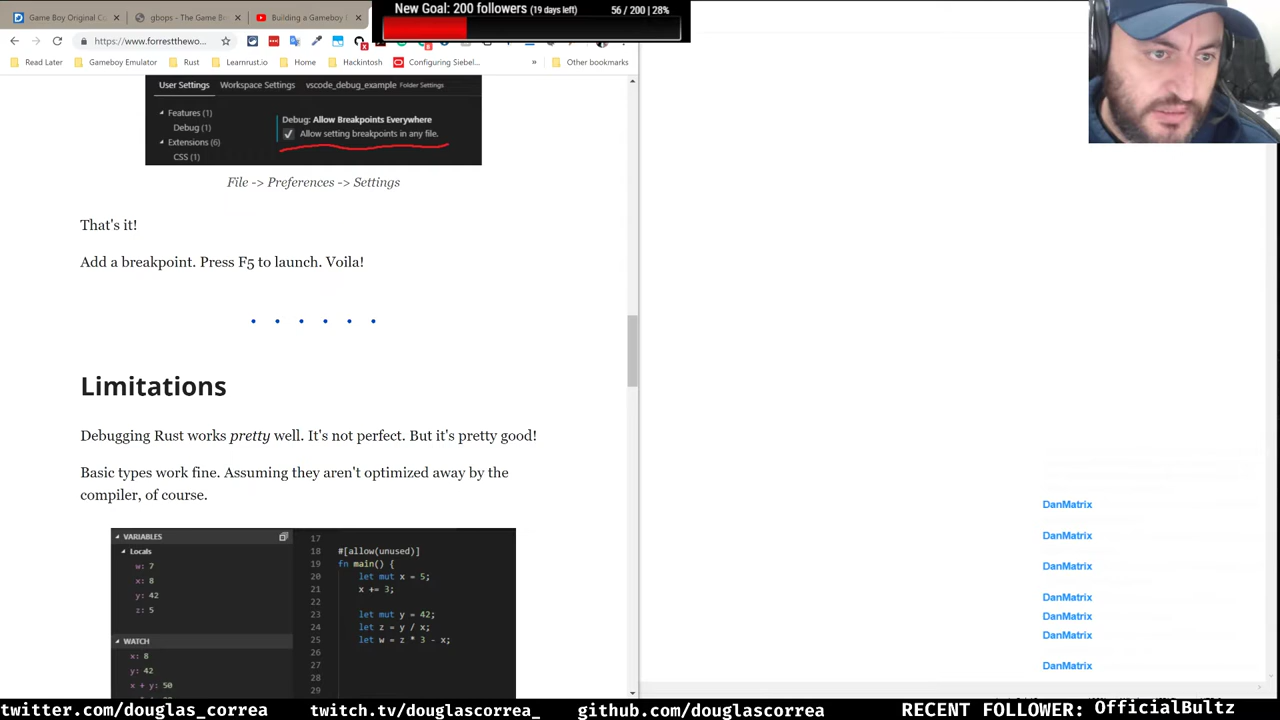 New Goal: 200 followers (19 days left) 56 / 200 | 28%
Game Boy Original Co
gbops - The Game Bo
Building a Gameboy E
https://www.forrestthewo...
Read Later
Gameboy Emulator
Rust
Learnrust.io
Home
Hackintosh
Configuring Siebel...
»
Other bookmarks
User Settings Workspace Settings vscode_debug_example Folder Settings
Features (1)
Debug (1)
Extensions (6)
CSS (1)
Debug: Allow Breakpoints Everywhere
Allow setting breakpoints in any file.
File -> Preferences -> Settings
That's it!
Add a breakpoint. Press F5 to launch. Voila!
Limitations
Debugging Rust works pretty well. It's not perfect. But it's pretty good!
Basic types work fine. Assuming they aren't optimized away by the
compiler, of course.
VARIABLES
Locals
w: 7
x: 8
y: 42
z: 5
WATCH
x: 8
y: 42
x + y: 50
17
18 #[allow(unused)]
19 fn main() {
20 let mut x = 5;
21 x += 3;
22
23 let mut y = 42;
24 let z = y / x;
25 let w = z * 3 - x;
26
27
28
29
DanMatrix
DanMatrix
DanMatrix
DanMatrix
DanMatrix
DanMatrix
DanMatrix
twitter.com/douglas_correa twitch.tv/douglascorrea_ github.com/douglascorrea RECENT FOLLOWER: OfficialBultz